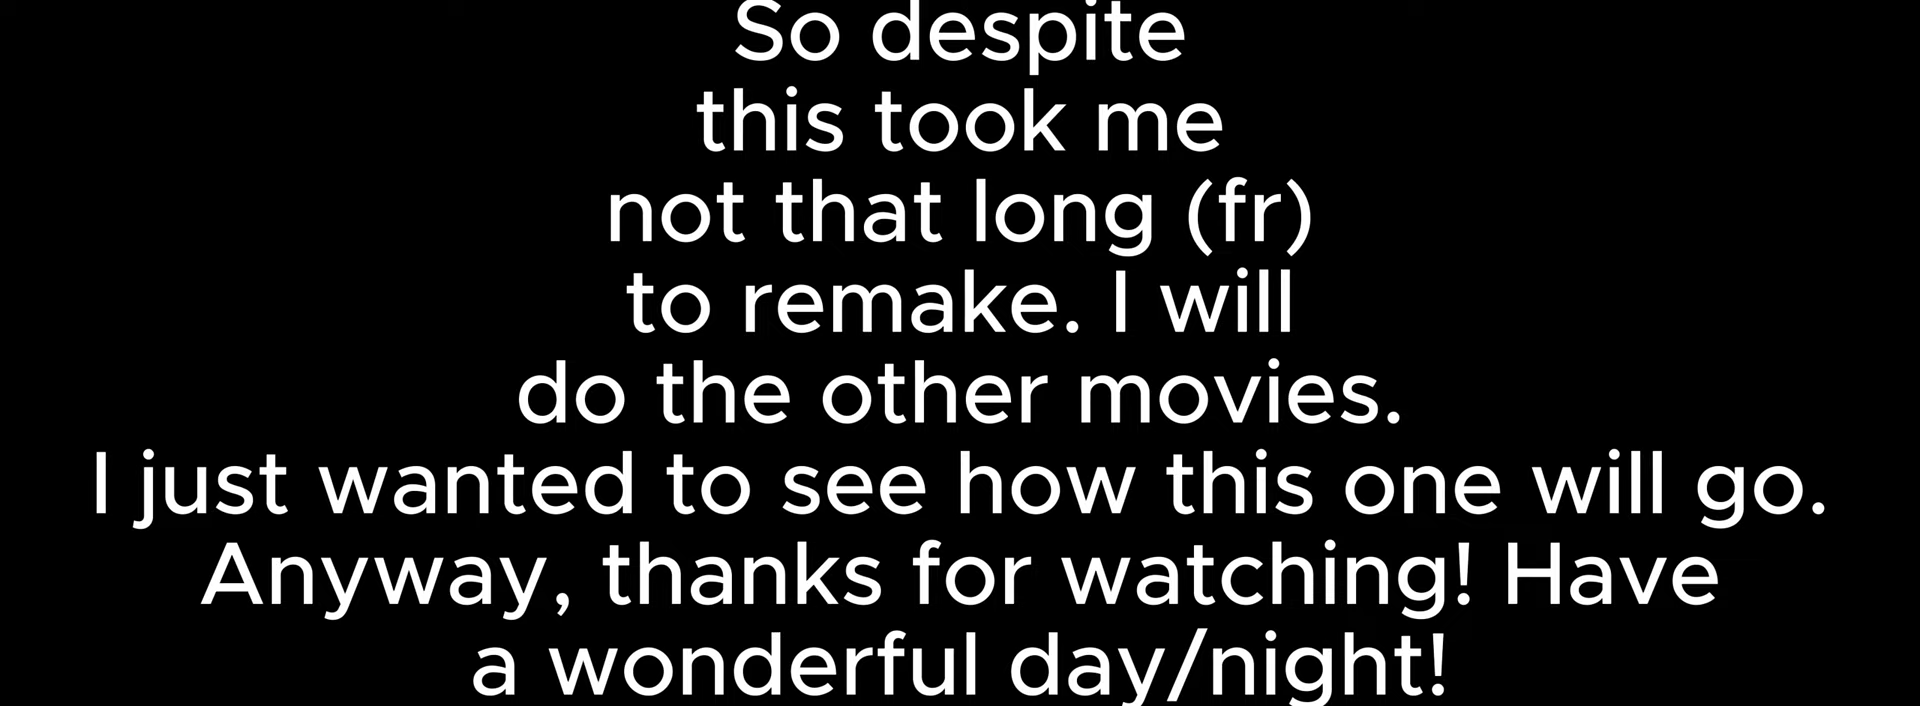 So despite
this took me
not that long (fr)
to remake. I will
do the other movies.
I just wanted to see how this one will go.
Anyway, thanks for watching! Have
a wonderful day/night!